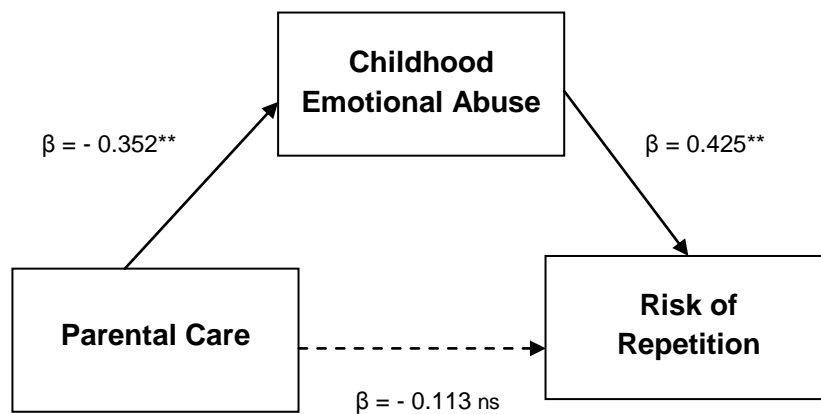 Childhood
Emotional Abuse
β = - 0.352**
β = 0.425**
Parental Care
Risk of
Repetition
β = - 0.113 ns